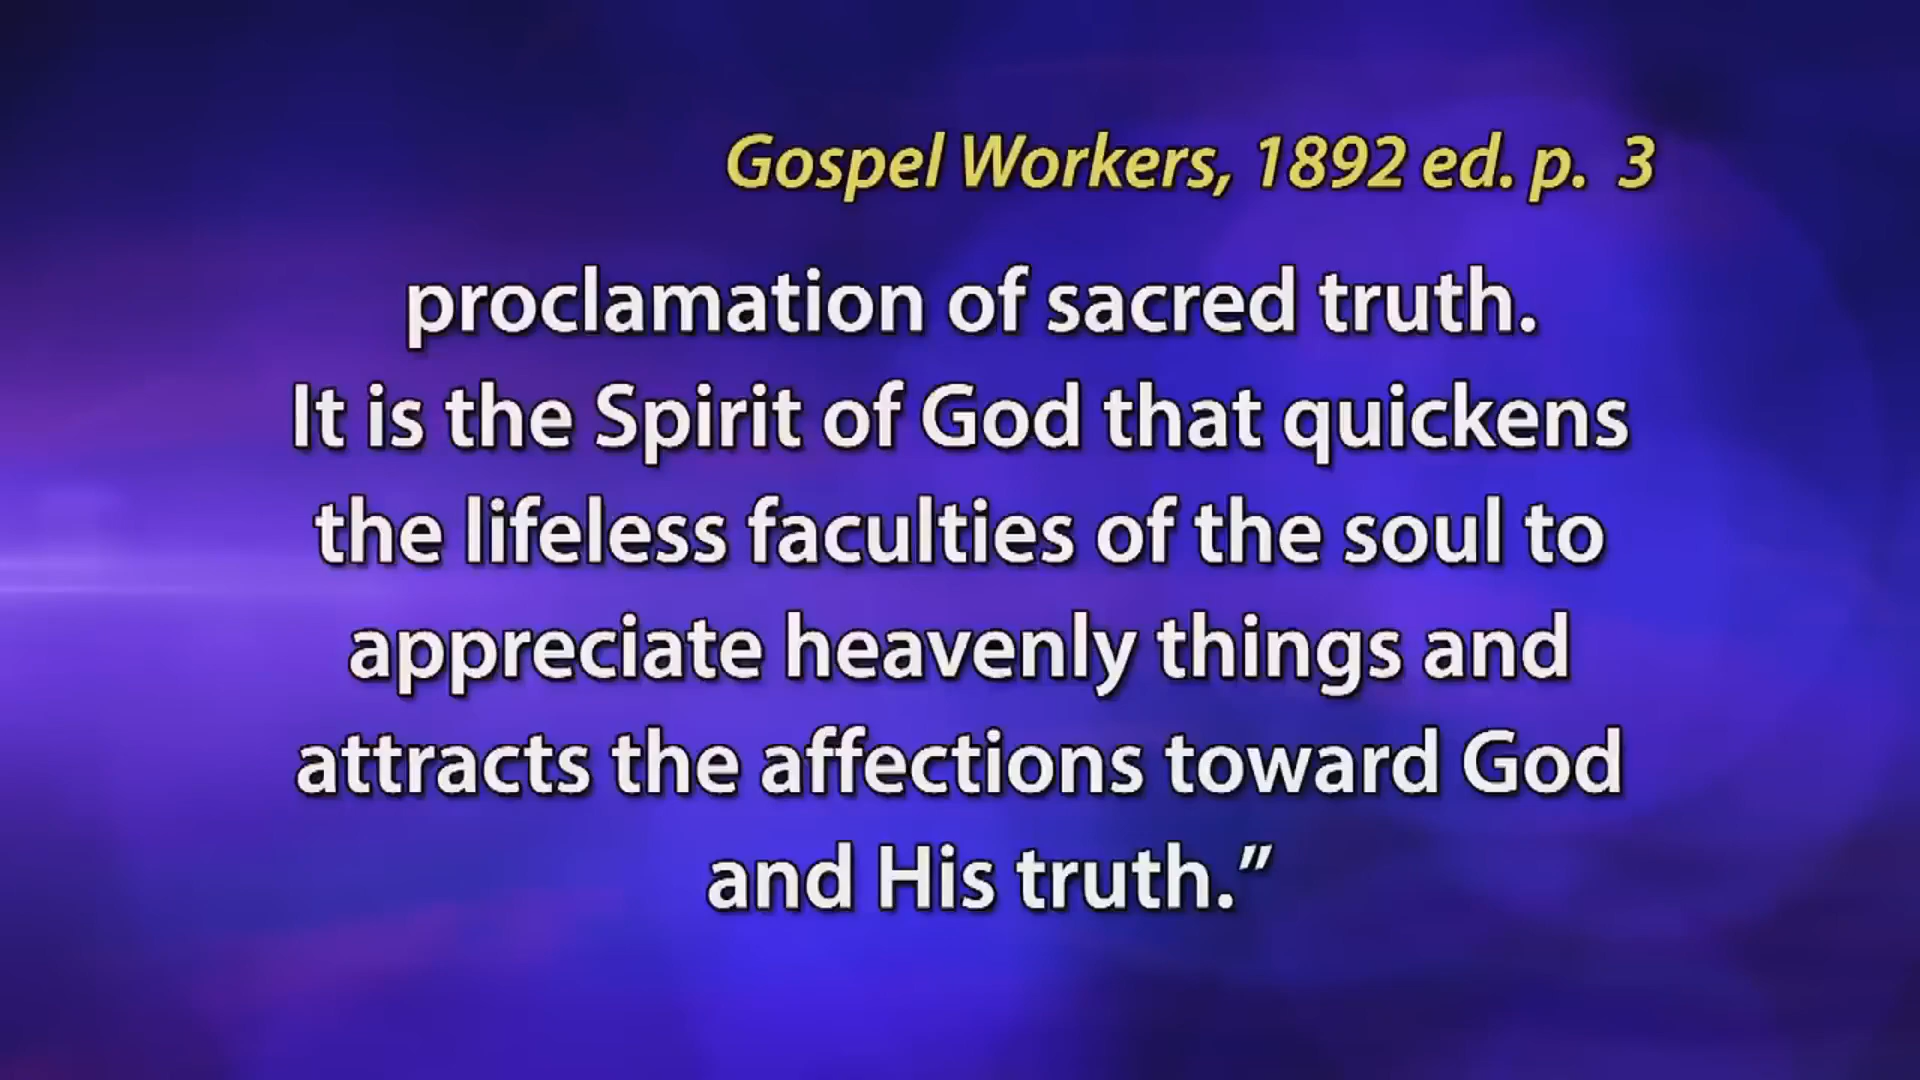 Gospel Workers, 1892 ed. p. 3
proclamation of sacred truth.
It is the Spirit of God that quickens
the lifeless faculties of the soul to
appreciate heavenly things and
attracts the affections toward God
and His truth.”